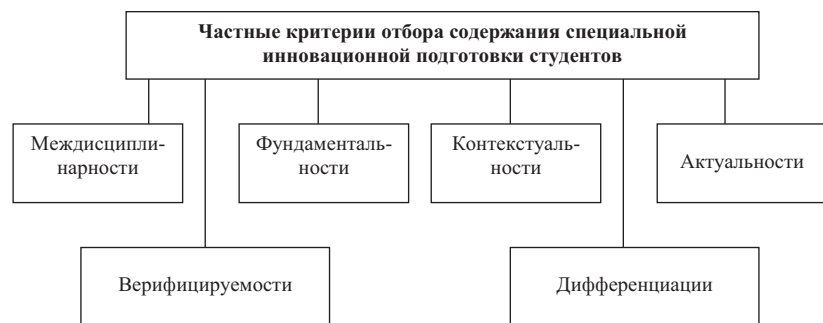 Частные критерии отбора содержания специальной
инновационной подготовки студентов
Междисципли-
нарности
Фундаменталь-
ности
Контекстуаль-
ности
Актуальности
Верифицируемости
Дифференциации